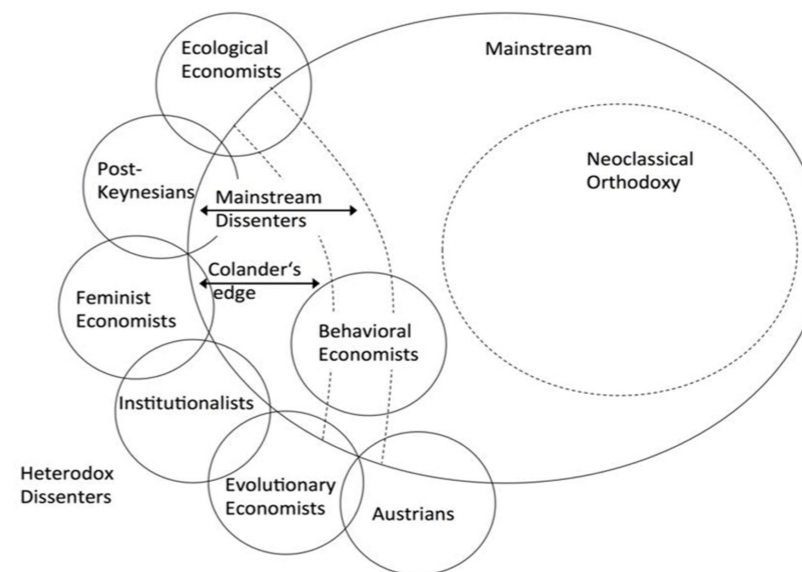 Ecological
Economists
Mainstream
Neoclassical
Orthodoxy
Post-
Keynesians
Mainstream
Dissenters
Colander‘s
edge
Feminist
Economists
Behavioral
Economists
Institutionalists
Heterodox
Dissenters
Evolutionary
Economists
Austrians